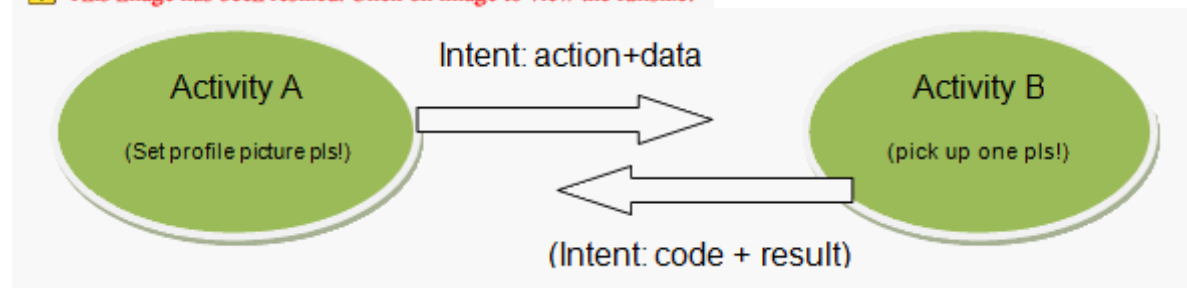 Intent: action+data
Activity A
(Set profile picture pls!)
Activity B
(pick up one pls!)
(Intent: code + result)